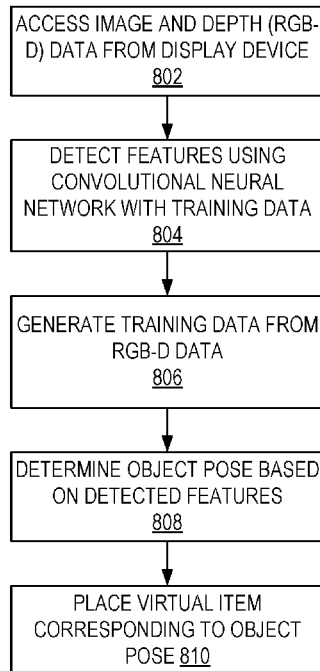 ACCESS IMAGE AND DEPTH (RGB-
D) DATA FROM DISPLAY DEVICE
802
DETECT FEATURES USING
CONVOLUTIONAL NEURAL
NETWORK WITH TRAINING DATA
804
GENERATE TRAINING DATA FROM
RGB-D DATA
806
DETERMINE OBJECT POSE BASED
ON DETECTED FEATURES
808
PLACE VIRTUAL ITEM
CORRESPONDING TO OBJECT
POSE 810